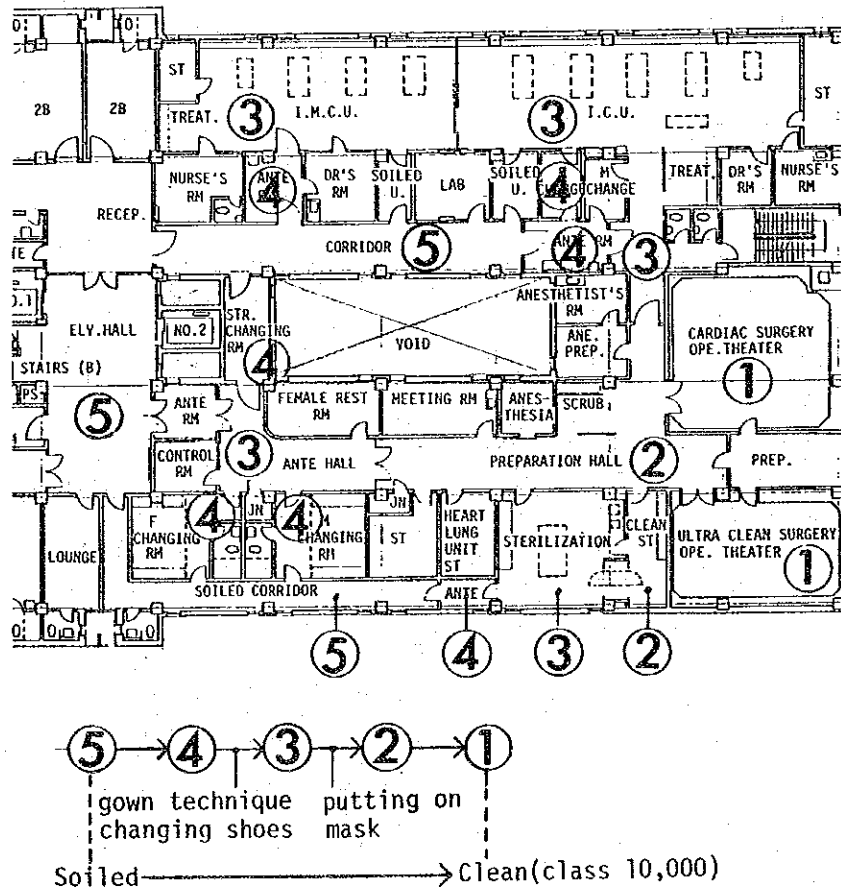 ST
2B
2B
TREAT.
3
I.M.C.U.
3
I.C.U.
ST
NURSE'S
RM
ANTE
4
DR'S
RM
SOILED
U.
LAB
SOILED
U.
4
M
CHANGE
TREAT.
DR'S
RM
NURSE'S
RM
RECEP.
CORRIDOR
5
ANTE RM
4
3
ELV.HALL
NO.2
STR.
CHANGING
RM
4
VOID
ANESTHETIST'S
RM
ANE.
PREP.
CARDIAC SURGERY
OPE.THEATER
1
STAIRS (B)
PS
5
ANTE
RM
FEMALE REST
RM
MEETING RM
ANES-
THESIA
SCRUB
CONTROL
RM
3
ANTE HALL
PREPARATION HALL
2
PREP.
F
CHANGING
RM
4
JN
4
CHANGING
RM
JN
ST
HEART
LUNG
UNIT
ST
STERILIZATION
CLEAN
ST
ULTRA CLEAN SURGERY
OPE. THEATER
1
LOUNGE
SOILED CORRIDOR
ANTE
5
4
3
2
5
4
3
2
1
gown technique
changing shoes
putting on
mask
Soiled
Clean(class 10,000)